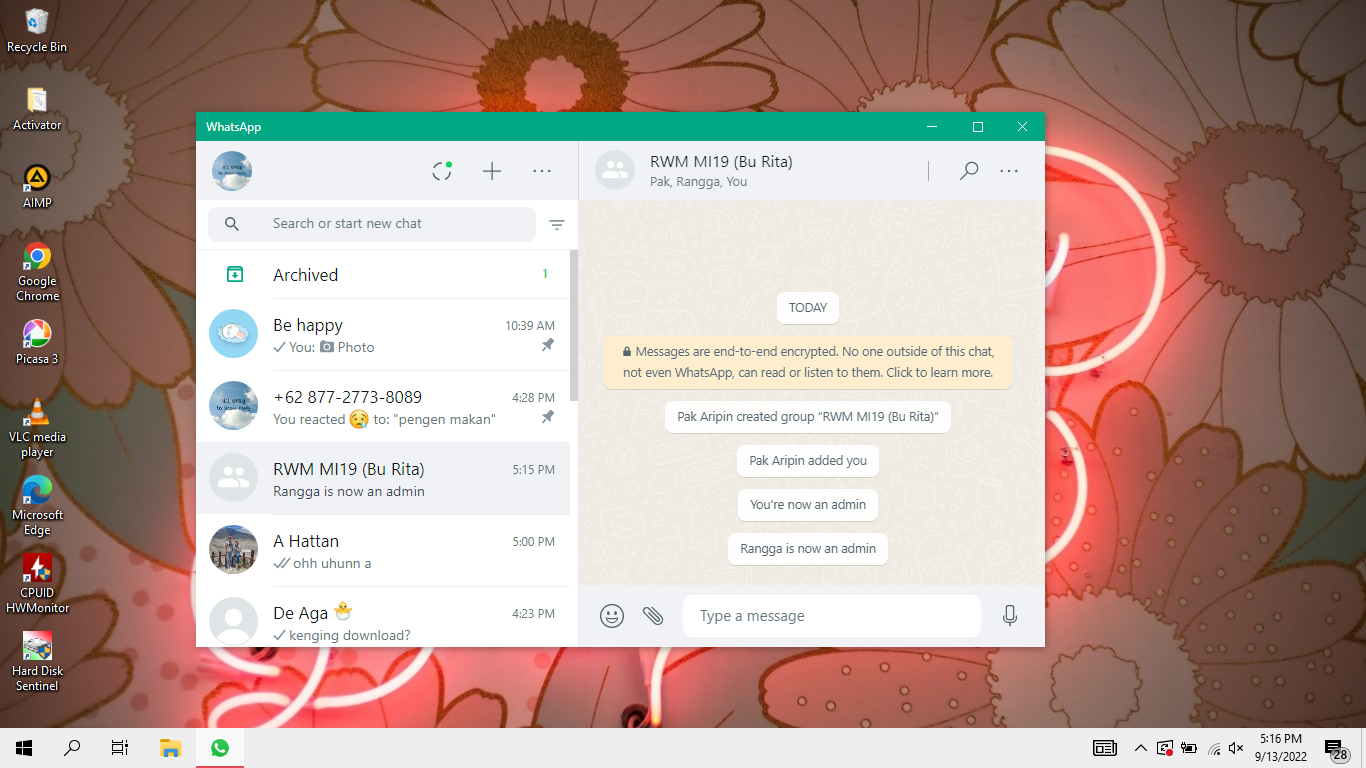 Recycle Bin
Activator
AIMP
Google
Chrome
Picasa 3
VLC media
player
Microsoft
Edge
CPUID
HWMonitor
Hard Disk
Sentinel
WhatsApp
Search or start new chat
Archived
1
Be happy
10:39 AM
You: Photo
+62 877-2773-8089
4:28 PM
You reacted 😢 to: "pengen makan"
RWM MI19 (Bu Rita)
5:15 PM
Rangga is now an admin
A Hattan
5:00 PM
ohh uhunn a
De Aga 🐣
4:23 PM
kenging download?
RWM MI19 (Bu Rita)
Pak, Rangga, You
TODAY
Messages are end-to-end encrypted. No one outside of this chat,
not even WhatsApp, can read or listen to them. Click to learn more.
Pak Aripin created group “RWM MI19 (Bu Rita)”
Pak Aripin added you
You're now an admin
Rangga is now an admin
Type a message
5:16 PM
9/13/2022
28